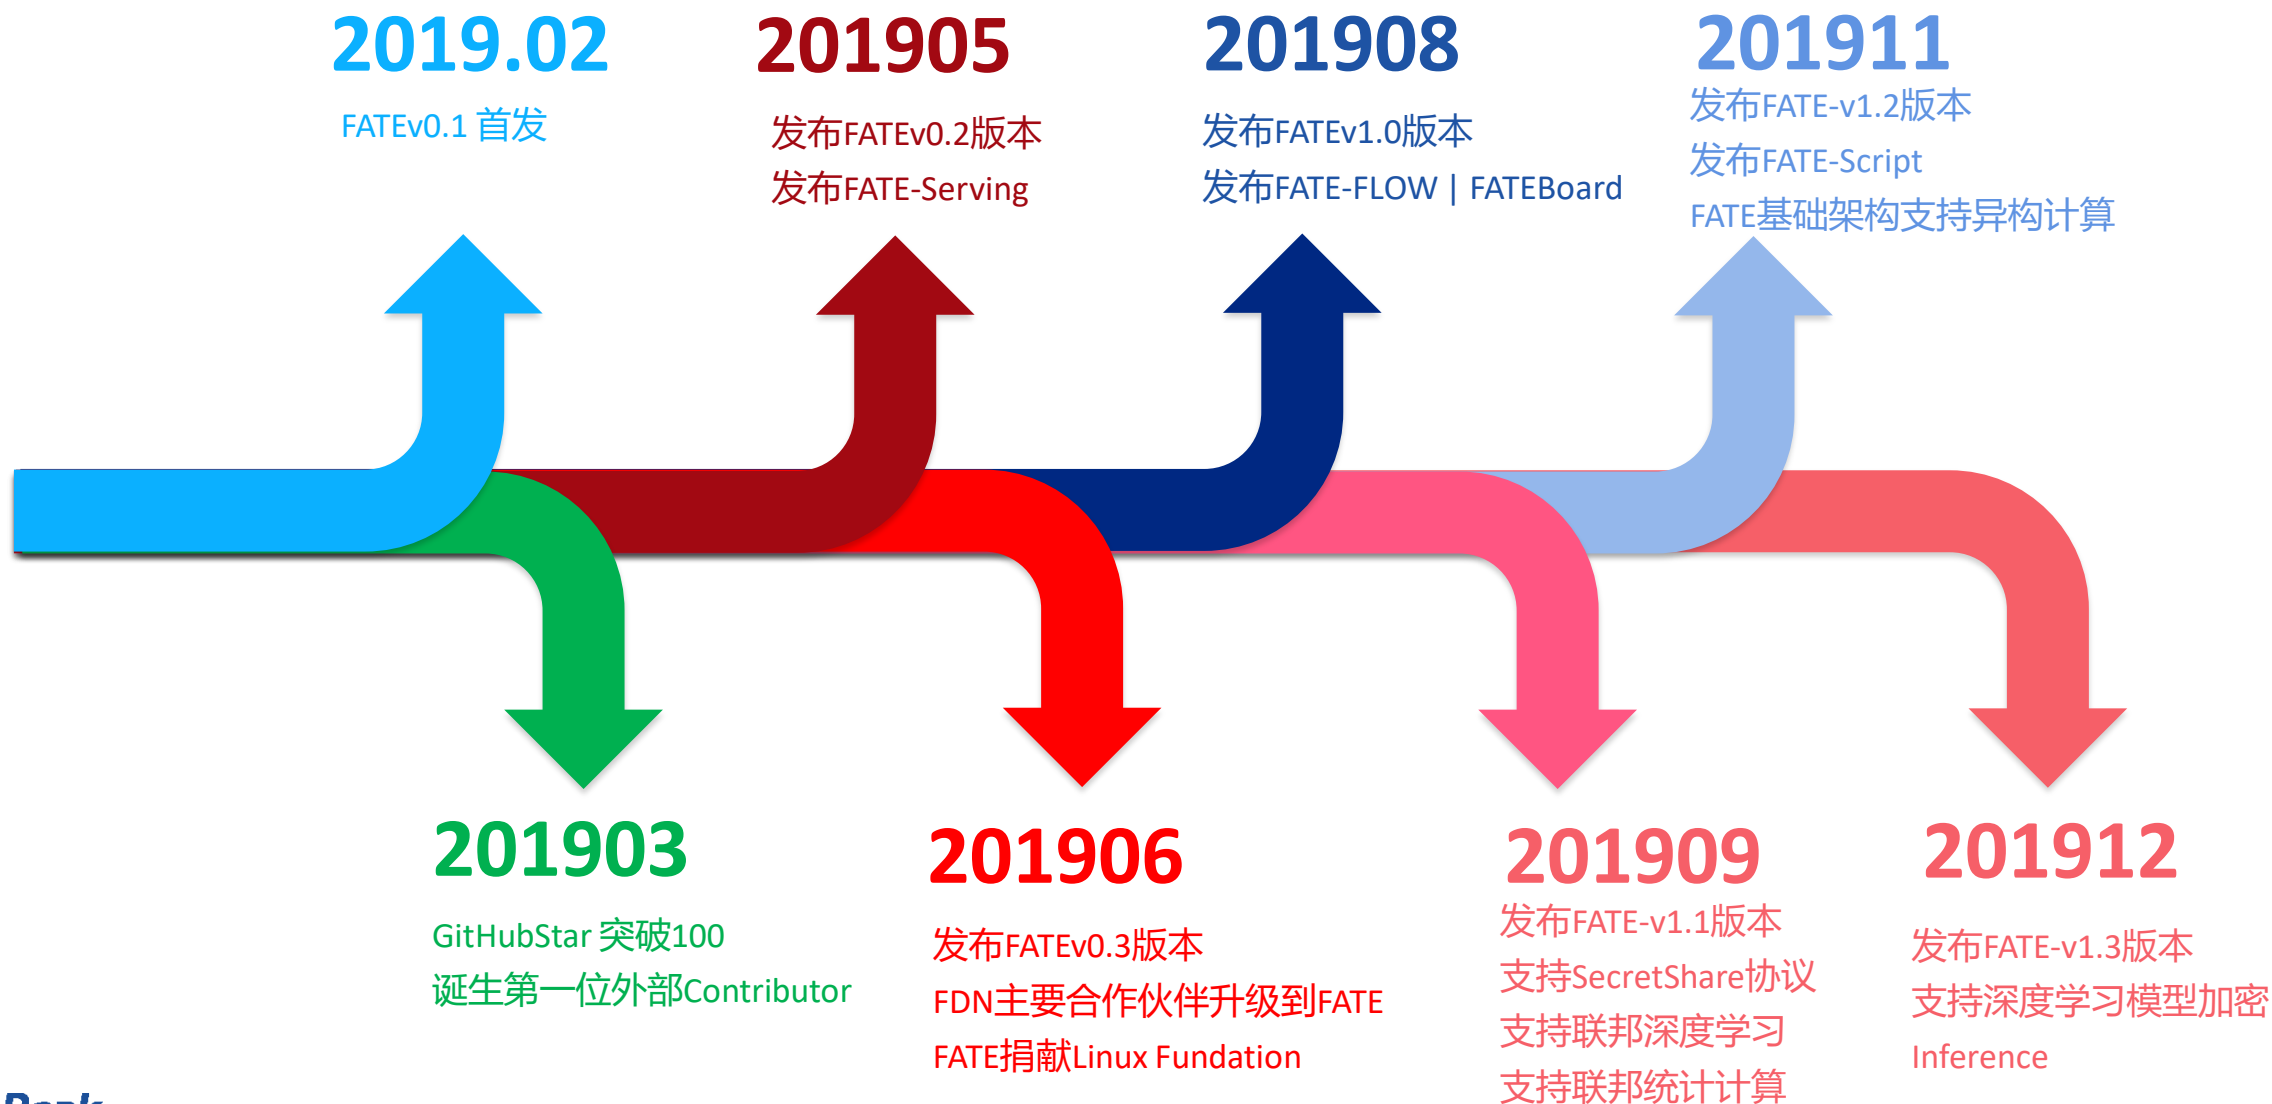 2019.02
FATEv0.1 首发
201905
发布FATEv0.2版本
发布FATE-Serving
201908
发布FATEv1.0版本
发布FATE-FLOW | FATEBoard
201911
发布FATE-v1.2版本
发布FATE-Script
FATE基础架构支持异构计算
201903
GitHubStar 突破100
诞生第一位外部Contributor
201906
发布FATEv0.3版本
FDN主要合作伙伴升级到FATE
FATE捐献Linux Fundation
201909
发布FATE-v1.1版本
支持SecretShare协议
支持联邦深度学习
支持联邦统计计算
201912
发布FATE-v1.3版本
支持深度学习模型加密
Inference
Bank